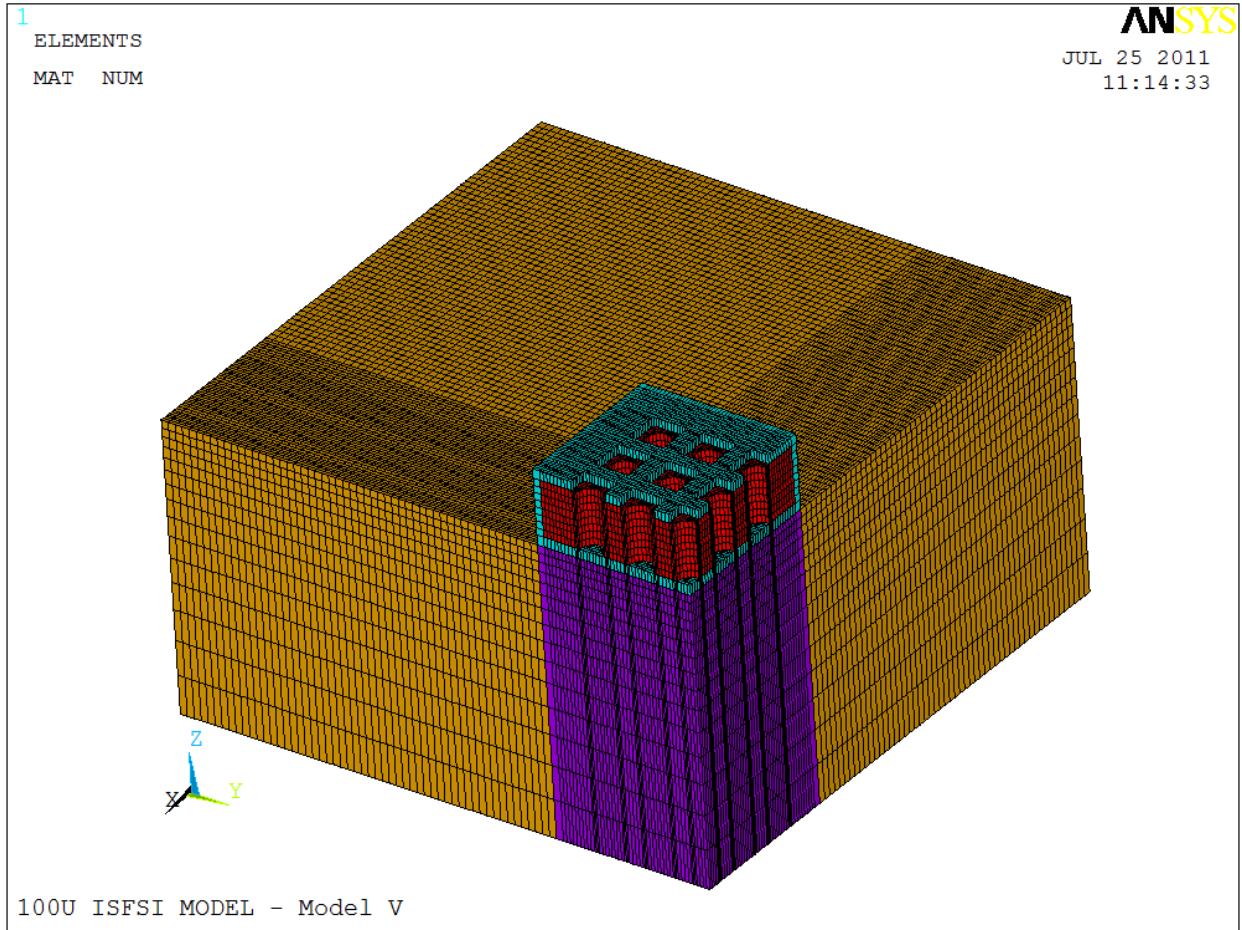 1
ELEMENTS
MAT NUM
ANSYS
JUL 25 2011
11:14:33
Z
X
Y
100U ISFSI MODEL - Model V